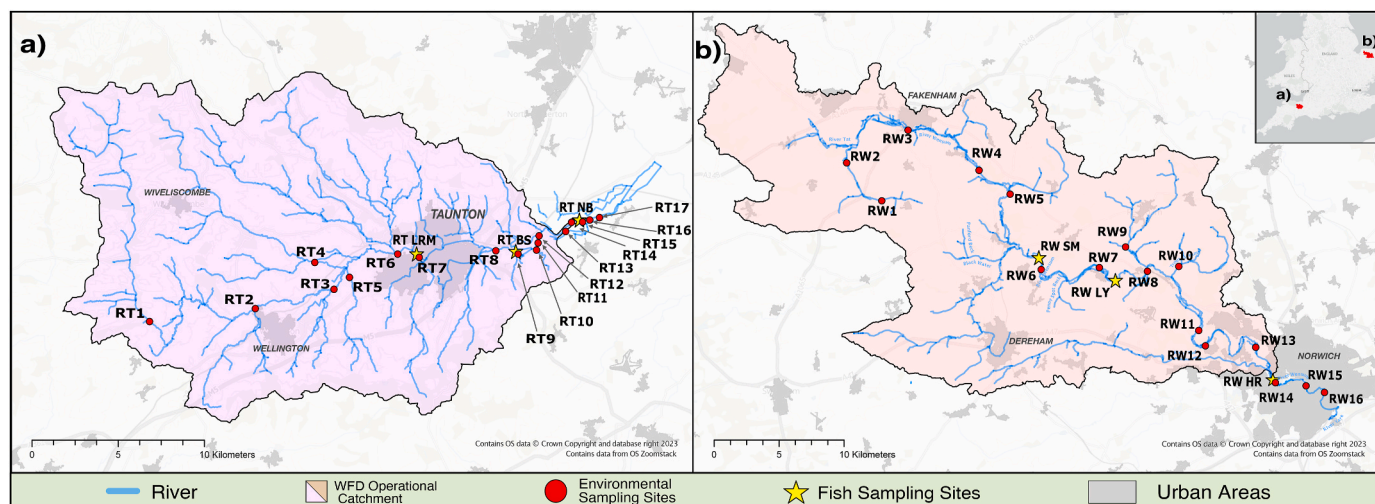 a)
WIVELISCOMBE
TAUNTON
WELLINGTON
RT1
RT2
RT3
RT4
RT5
RT6
RT LRM
RT7
RT8
RT BS
RT NB
RT17
RT16
RT15
RT14
RT13
RT12
RT11
RT10
RT9
0 5 10 Kilometers
Contains OS data © Crown Copyright and database right 2023
Contains data from OS Zoomstack
b)
FAKENHAM
RW3
RW2
RW4
RW1
RW5
RW SM
RW6
RW7
RW LY
RW8
RW9
RW10
RW11
RW12
RW13
DEREHAM
NORWICH
RW HR
RW14
RW15
RW16
0 5 10 Kilometers
Contains OS data © Crown Copyright and database right 2023
Contains data from OS Zoomstack
b)
a)
River
WFD Operational
Catchment
Environmental
Sampling Sites
Fish Sampling Sites
Urban Areas